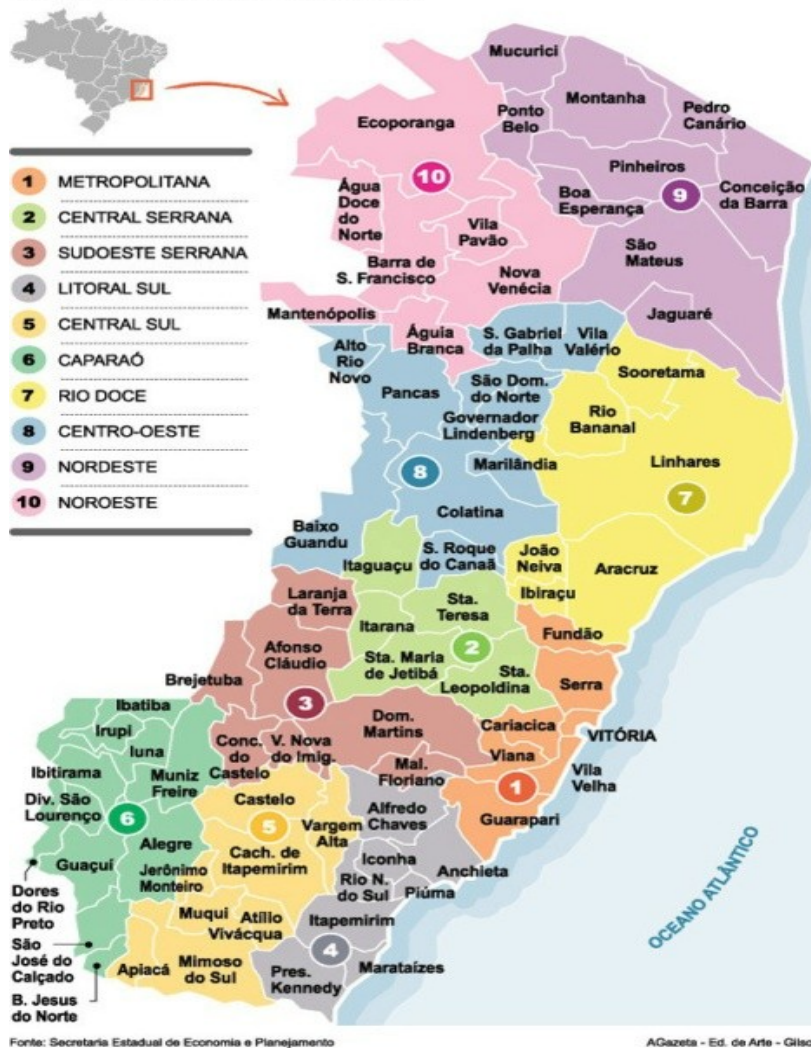 1 METROPOLITANA
2 CENTRAL SERRANA
3 SUDOESTE SERRANA
4 LITORAL SUL
5 CENTRAL SUL
6 CAPARAÓ
7 RIO DOCE
8 CENTRO-OESTE
9 NORDESTE
10 NOROESTE
Mucurici
Montanha
Pedro
Canário
Ponto
Belo
Ecoporanga
Pinheiros
10
9
Água
Doce
do Norte
Boa
Esperança
Conceição
da Barra
Vila
Pavão
São
Mateus
Barra de
S. Francisco
Nova
Venécia
Mantenópolis
Jaguaré
Águia
Branca
S. Gabriel
da Palha
Vila
Valério
Alto
Rio
Novo
Sooretama
Pancas
São Dom.
do Norte
Rio
Bananal
Governador
Lindenberg
Marilândia
Linhares
8
7
Colatina
Baixo
Guandu
S. Roque
do Canaã
João
Neiva
Itaguaçu
Aracruz
Ibiraçu
Laranja
da Terra
Sta.
Teresa
Itarana
Fundão
2
Afonso
Cláudio
Sta. Maria
de Jetibá
Sta.
Leopoldina
Serra
Brejetuba
3
Ibatiba
Irupi
Iuna
Dom.
Martins
Cariacica
VITÓRIA
Conc.
do
Castelo
V. Nova
do Imig.
Viana
Ibitirama
Muniz
Freire
Mal.
Floriano
1
Vila
Velha
Div. São
Lourenço
6
Castelo
5
Alfredo
Chaves
Guarapari
Vargem
Alta
Alegre
Guaçuí
Cach. de
Itapemirim
Iconha
Anchieta
Jerônimo
Monteiro
Rio N.
do Sul
Piúma
Dores
do Rio
Preto
Muqui
Atílio
Vivácqua
Itapemirim
São
José do
Calçado
4
Apiacá
Mimoso
do Sul
Pres.
Kennedy
Marataízes
B. Jesus
do Norte
OCEANO ATLÂNTICO
Fonte: Secretaria Estadual de Economia e Planejamento
AGazeta - Ed. de Arte - Gilso